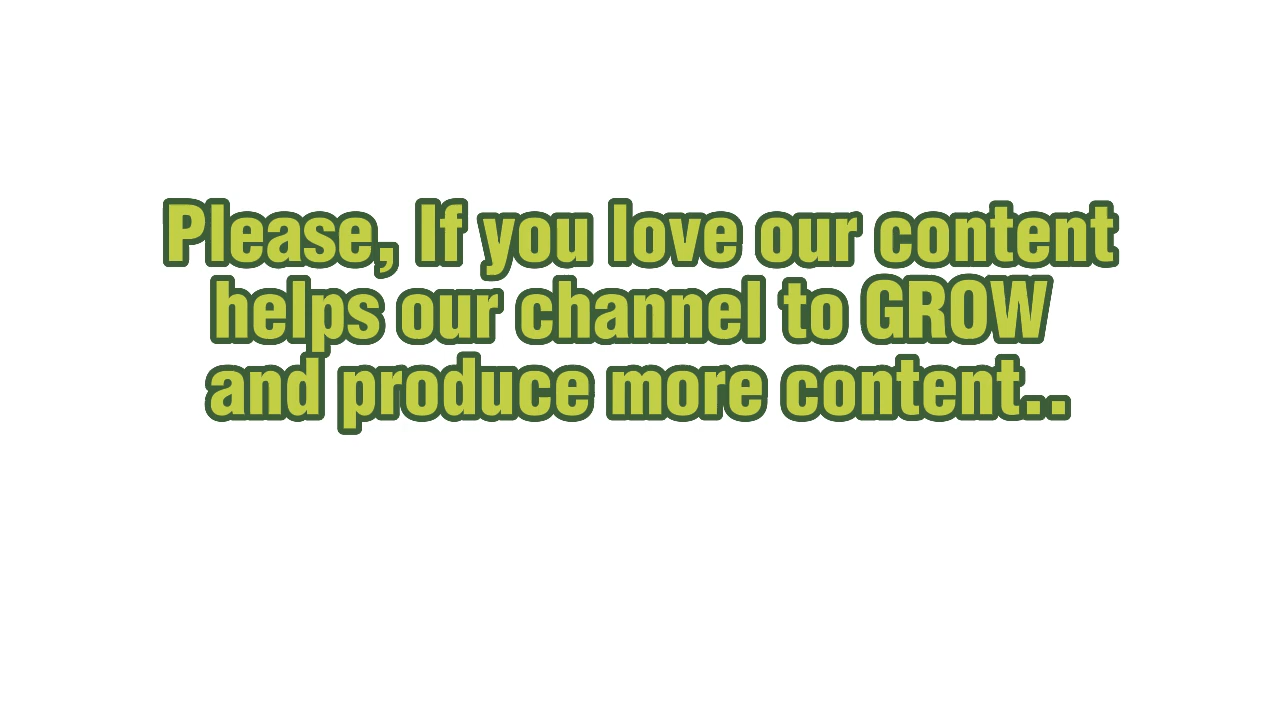 Please, If you love our content
helps our channel to GROW
and produce more content..